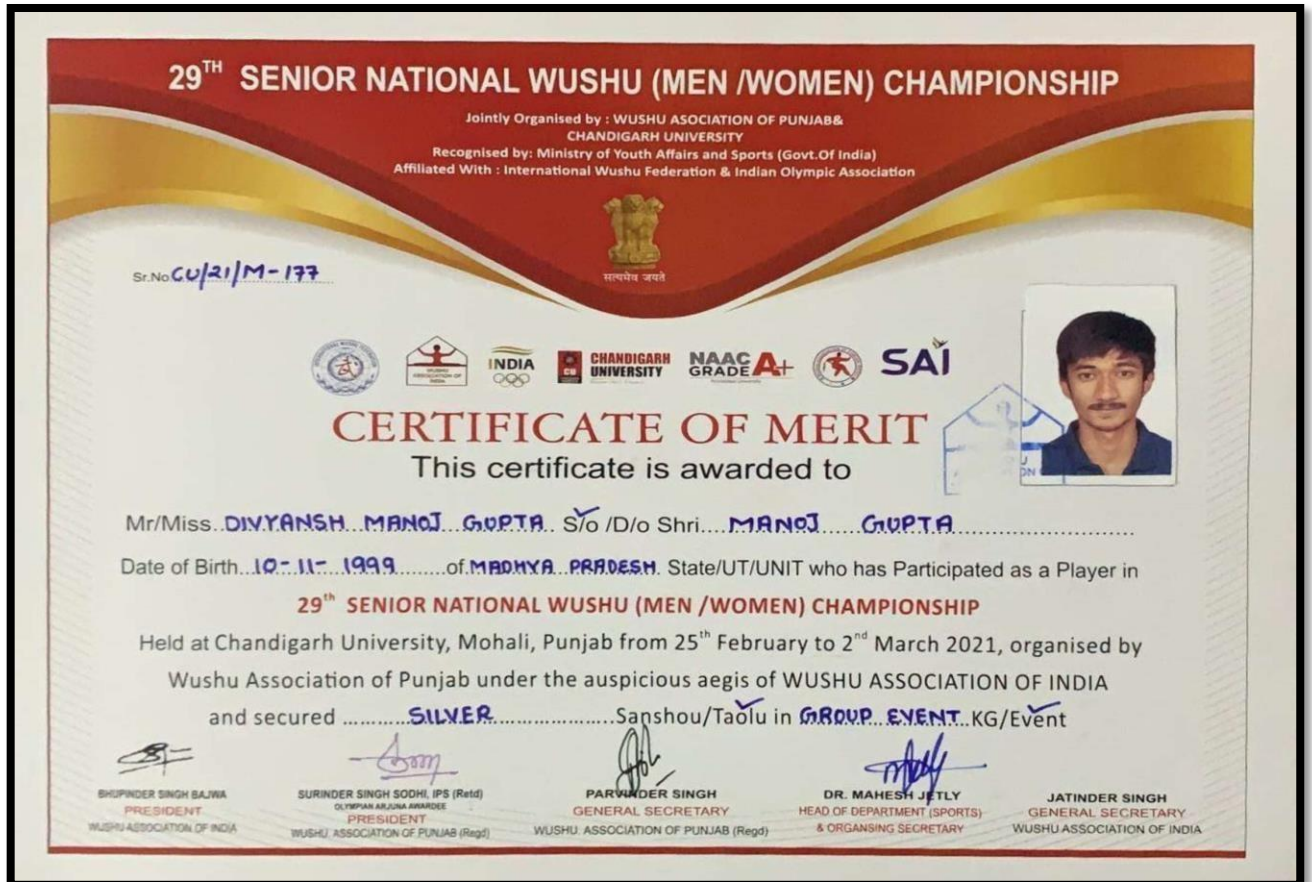 29TH SENIOR NATIONAL WUSHU (MEN /WOMEN) CHAMPIONSHIP
Jointly Organised by : WUSHU ASOCIATION OF PUNJAB&
CHANDIGARH UNIVERSITY
Recognised by: Ministry of Youth Affairs and Sports (Govt.Of India)
Affiliated With : International Wushu Federation & Indian Olympic Association
सत्यमेव जयते
Sr.No CU/21/M-177
WUSHU ASSOCIATION OF INDIA
INDIA
CU CHANDIGARH UNIVERSITY
NAAC GRADE A+
SAI
CERTIFICATE OF MERIT
This certificate is awarded to
Mr/Miss..DIVYANSH MANOJ GUPTA S/o /D/o Shri....MANOJ GUPTA
Date of Birth...10-11-1999........of MADHYA PRADESH. State/UT/UNIT who has Participated as a Player in
29th SENIOR NATIONAL WUSHU (MEN /WOMEN) CHAMPIONSHIP
Held at Chandigarh University, Mohali, Punjab from 25th February to 2nd March 2021, organised by
Wushu Association of Punjab under the auspicious aegis of WUSHU ASSOCIATION OF INDIA
and secured ............SILVER......................Sanshou/Taolu in GROUP EVENT..KG/Event
BHUPINDER SINGH BAJWA
PRESIDENT
WUSHU ASSOCIATION OF INDIA
SURINDER SINGH SODHI, IPS (Retd)
OLYMPIAN ARJUNA AWARDEE
PRESIDENT
WUSHU ASSOCIATION OF PUNJAB (Regd)
PARVINDER SINGH
GENERAL SECRETARY
WUSHU ASSOCIATION OF PUNJAB (Regd)
DR. MAHESH JETLY
HEAD OF DEPARTMENT (SPORTS)
& ORGANSING SECRETARY
JATINDER SINGH
GENERAL SECRETARY
WUSHU ASSOCIATION OF INDIA